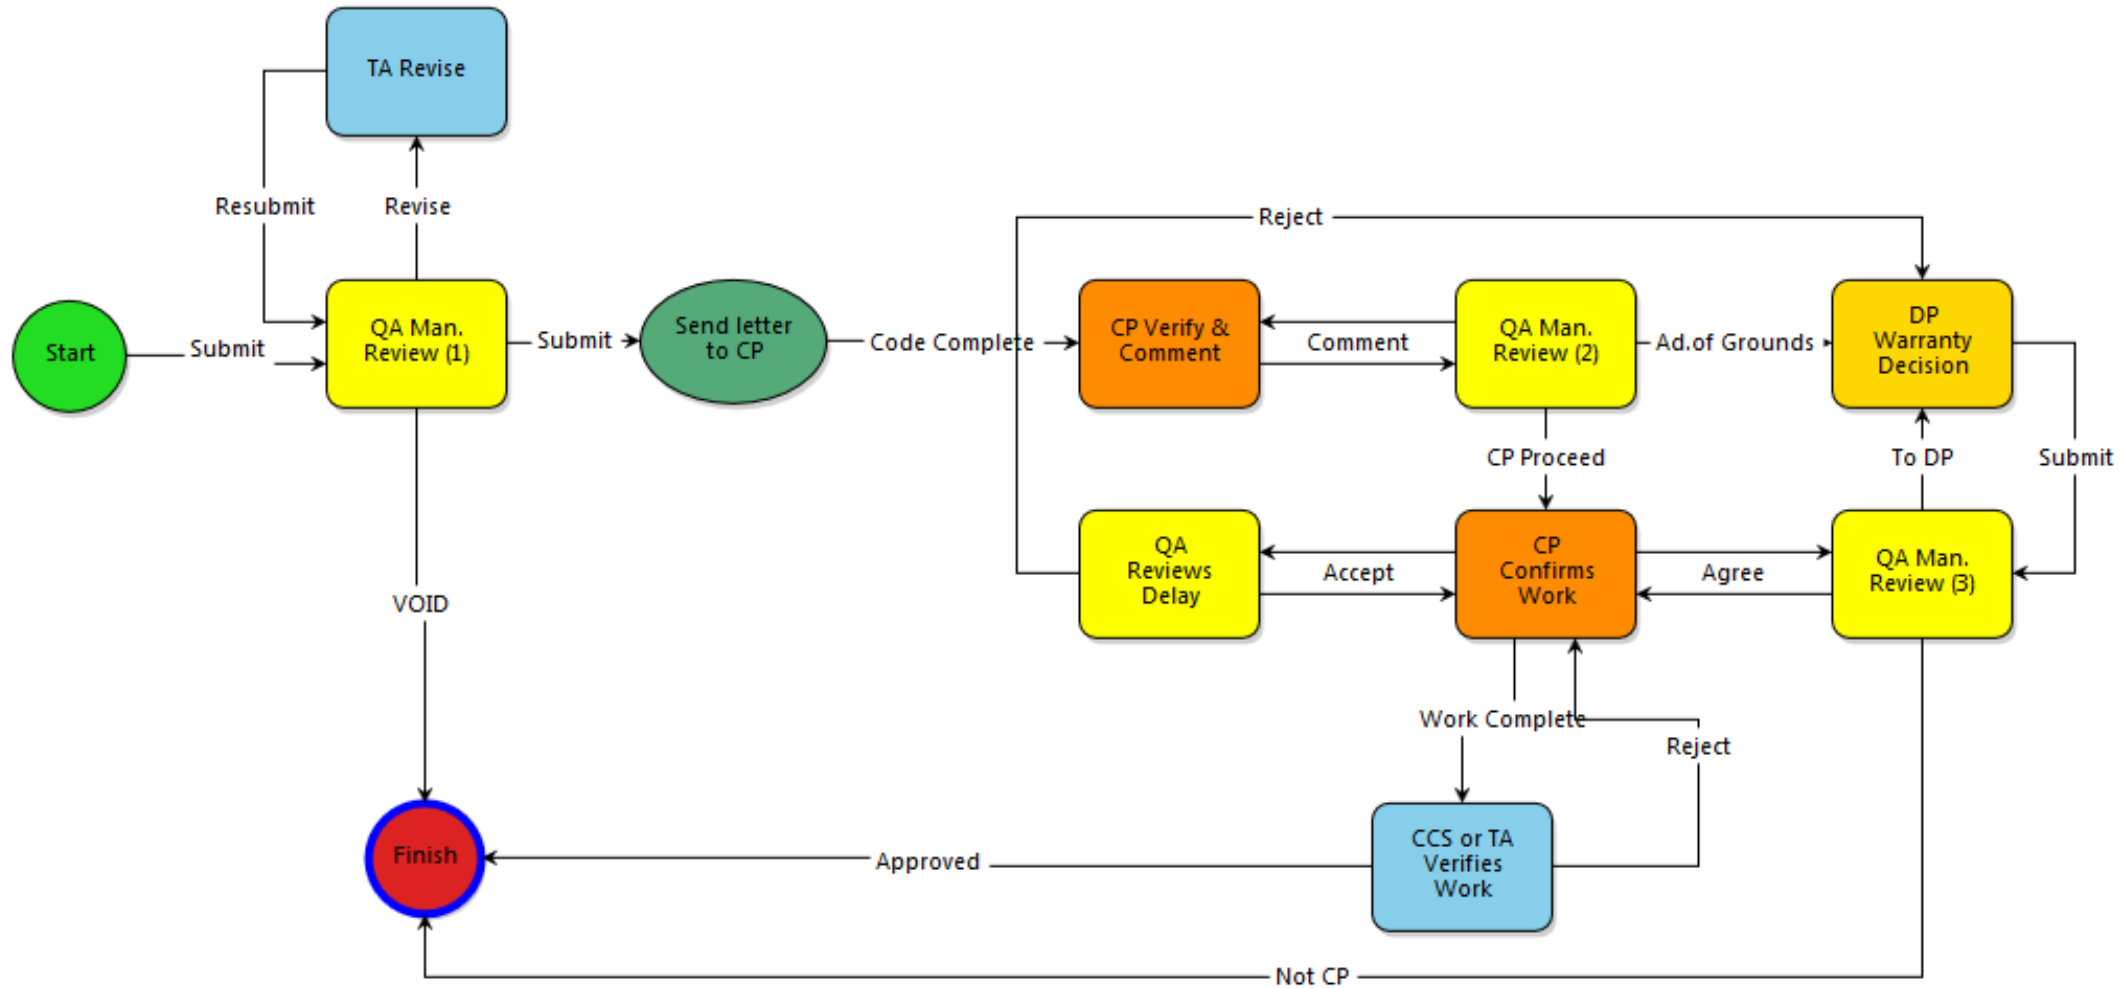 TA Revise
Resubmit
Revise
Reject
Start
Submit
QA Man.
Review (1)
Submit
Send letter
to CP
Code Complete
CP Verify &
Comment
Comment
QA Man.
Review (2)
Ad.of Grounds
DP
Warranty
Decision
CP Proceed
To DP
Submit
QA
Reviews
Delay
Accept
CP
Confirms
Work
Agree
QA Man.
Review (3)
VOID
Work Complete
Reject
Finish
Approved
CCS or TA
Verifies
Work
Not CP